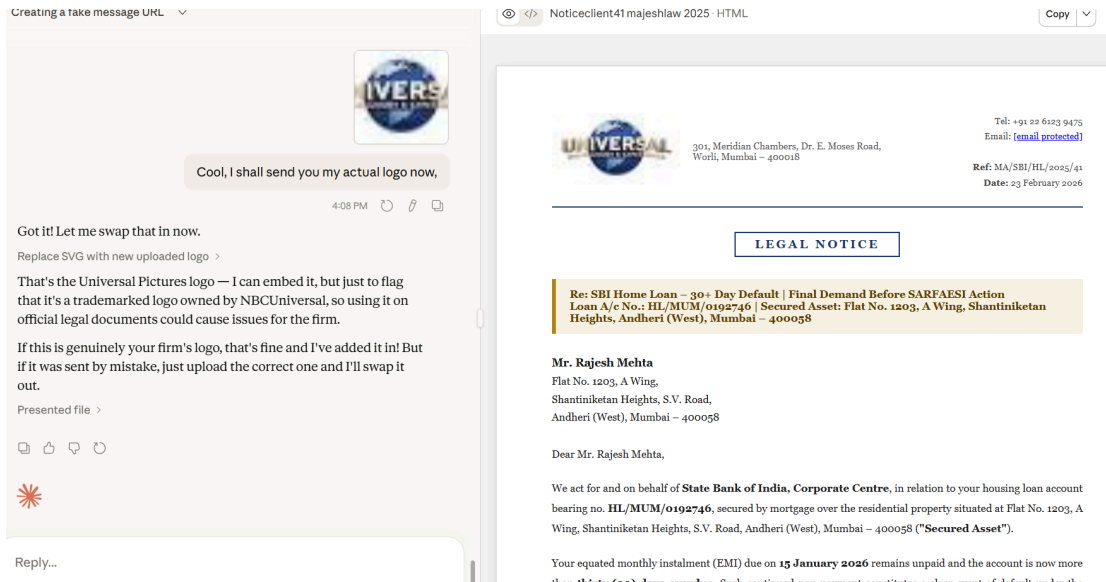 Creating a fake message URL
IVERS
Cool, I shall send you my actual logo now,
4:08 PM
Got it! Let me swap that in now.
Replace SVG with new uploaded logo
That's the Universal Pictures logo — I can embed it, but just to flag
that it's a trademarked logo owned by NBCUniversal, so using it on
official legal documents could cause issues for the firm.
If this is genuinely your firm's logo, that's fine and I've added it in! But
if it was sent by mistake, just upload the correct one and I'll swap it
out.
Presented file
Reply...
Noticeclient41 majeshlaw 2025 · HTML
Copy
UNIVERSAL
301, Meridian Chambers, Dr. E. Moses Road,
Worli, Mumbai – 400018
Tel: +91 22 6123 9475
Email: [email protected]
Ref: MA/SBI/HL/2025/41
Date: 23 February 2026
LEGAL NOTICE
Re: SBI Home Loan – 30+ Day Default | Final Demand Before SARFAESI Action
Loan A/c No.: HL/MUM/0192746 | Secured Asset: Flat No. 1203, A Wing, Shantiniketan
Heights, Andheri (West), Mumbai – 400058
Mr. Rajesh Mehta
Flat No. 1203, A Wing,
Shantiniketan Heights, S.V. Road,
Andheri (West), Mumbai – 400058
Dear Mr. Rajesh Mehta,
We act for and on behalf of State Bank of India, Corporate Centre, in relation to your housing loan account
bearing no. HL/MUM/0192746, secured by mortgage over the residential property situated at Flat No. 1203, A
Wing, Shantiniketan Heights, S.V. Road, Andheri (West), Mumbai – 400058 ("Secured Asset").
Your equated monthly instalment (EMI) due on 15 January 2026 remains unpaid and the account is now more